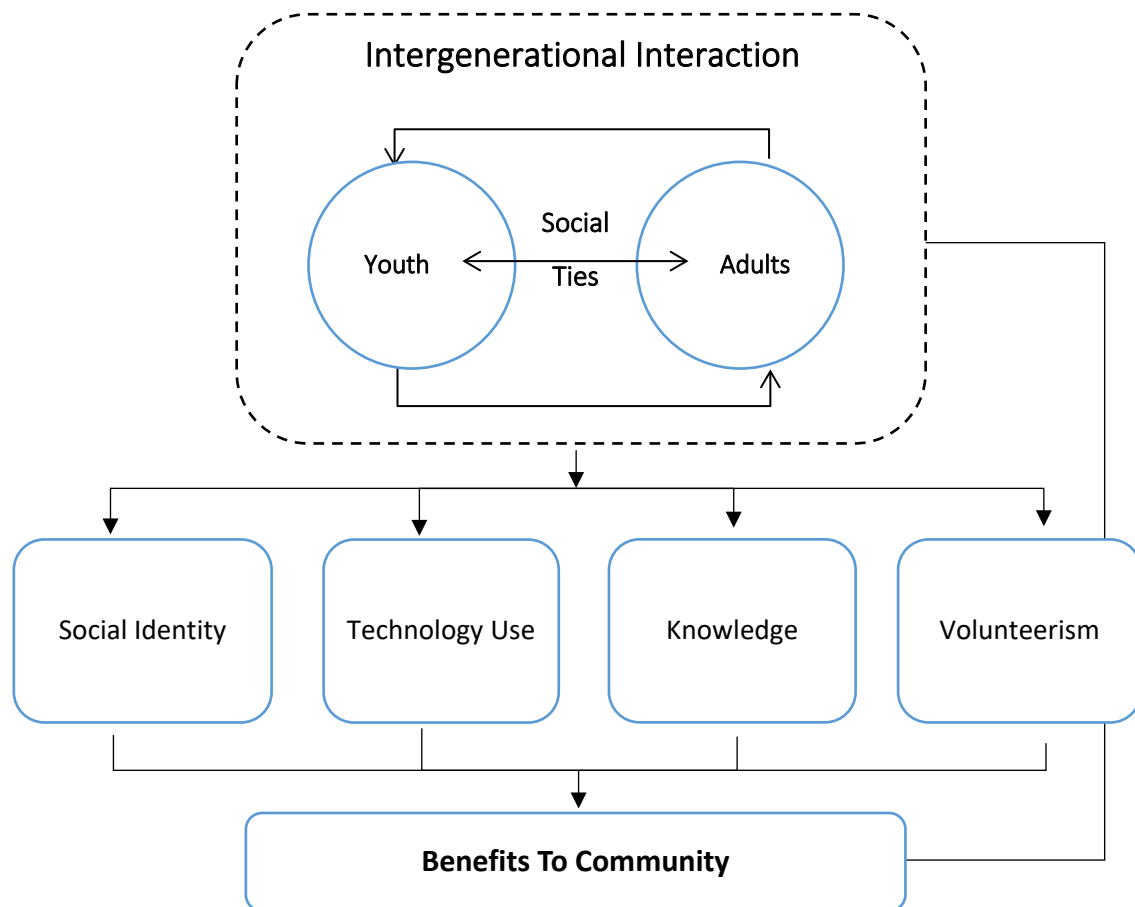 Intergenerational Interaction
Social
Youth
Adults
Ties
Social Identity
Technology Use
Knowledge
Volunteerism
Benefits To Community